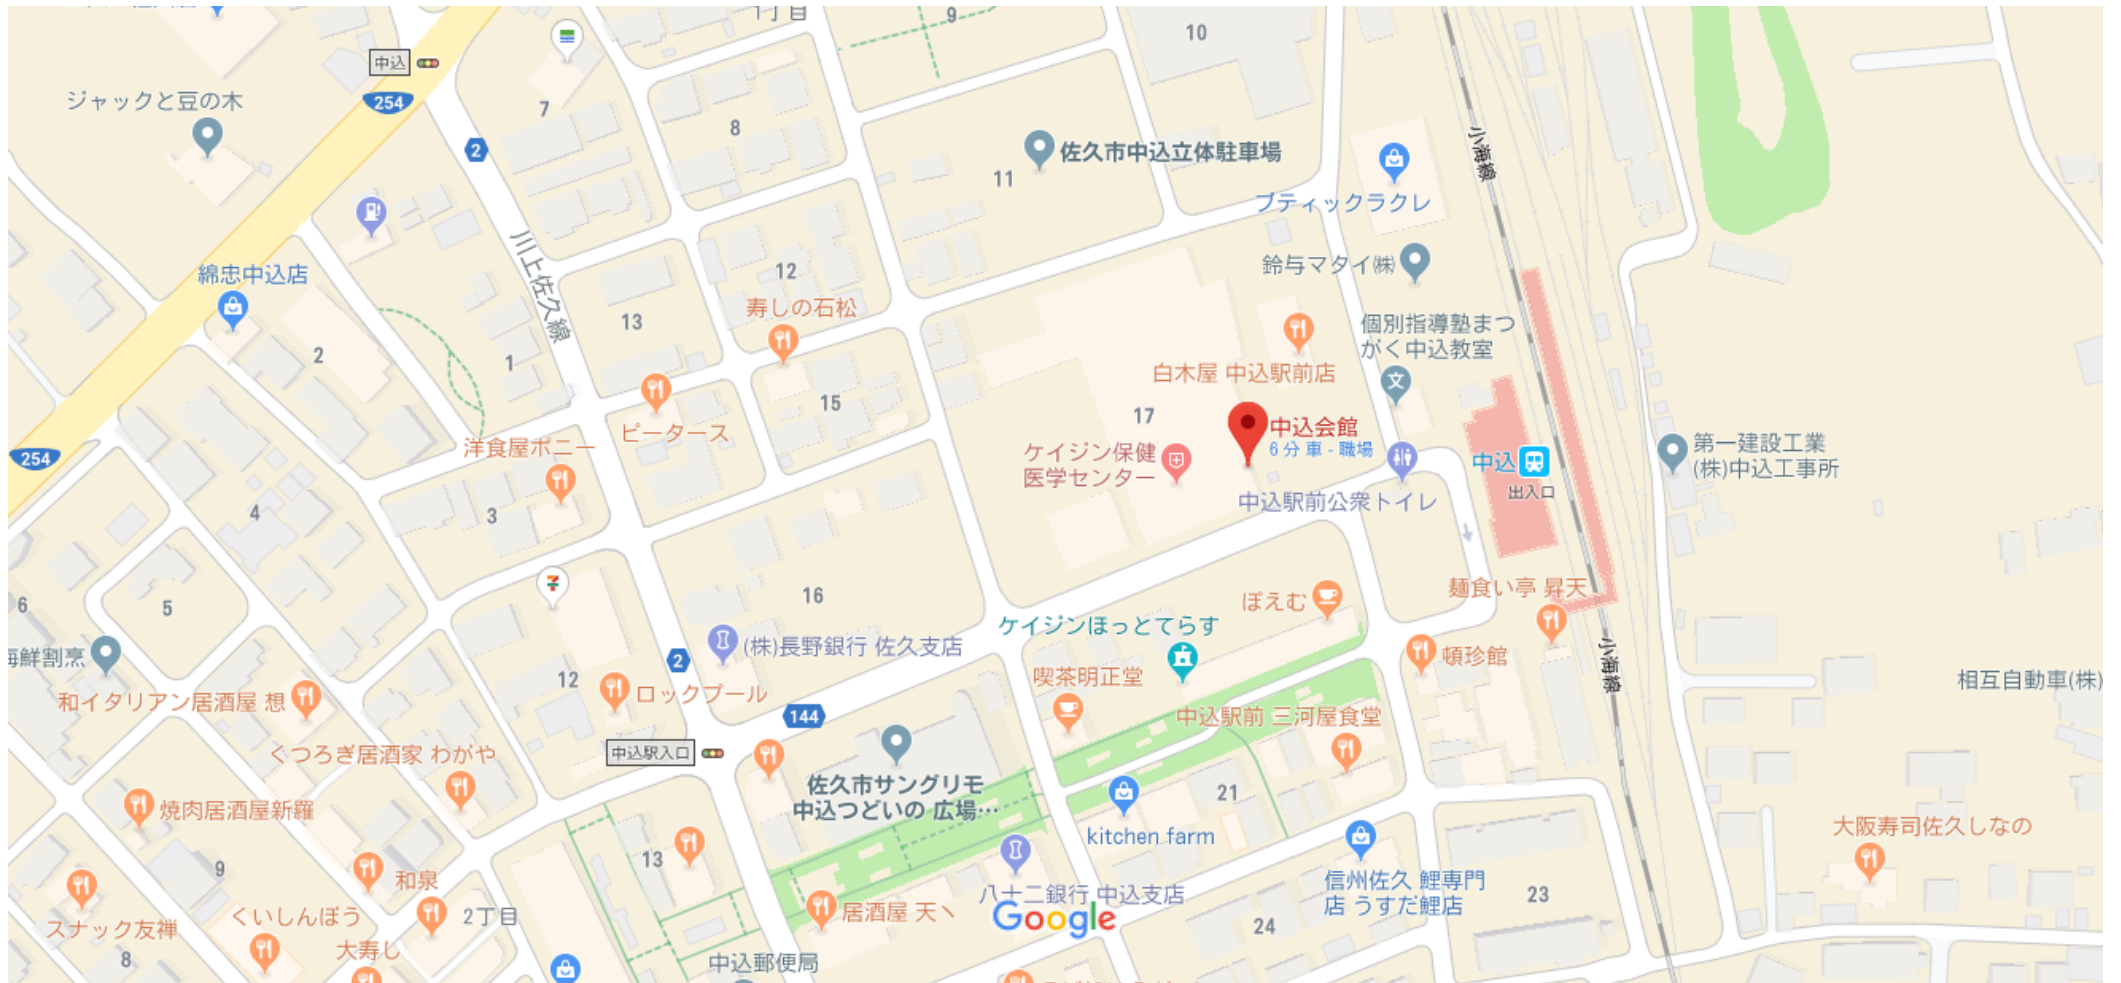 1丁目
9
10
中込
254
ジャックと豆の木
7
8
2
佐久市中込立体駐車場
11
小海線
ブティックラクレ
川上佐久線
綿忠中込店
12
鈴与マタイ㈱
寿しの石松
13
個別指導塾まつ
がく中込教室
2
1
白木屋 中込駅前店
文
15
17
ピータース
洋食屋ボニー
中込会館
6 分 車 - 職場
ケイジン保健
医学センター
中込
出入口
第一建設工業
(株)中込工事所
254
中込駅前公衆トイレ
4
3
7
麺食い亭 昇天
6
5
16
ぽえむ
ケイジンほっとてらす
(株)長野銀行 佐久支店
海鮮割烹
2
頓珍館
小海線
喫茶明正堂
12
ロックプール
相互自動車(株)
和イタリアン居酒屋 想
144
中込駅前 三河屋食堂
くつろぎ居酒家 わがや
中込駅入口
佐久市サングリモ
中込つどいの 広場…
21
焼肉居酒屋新羅
kitchen farm
大阪寿司佐久しなの
13
9
和泉
信州佐久 鯉専門
店 うすだ鯉店
23
八十二銀行 中込支店
居酒屋 天ヽ
Google
くいしんぼう
2丁目
スナック友禅
24
大寿し
8
中込郵便局